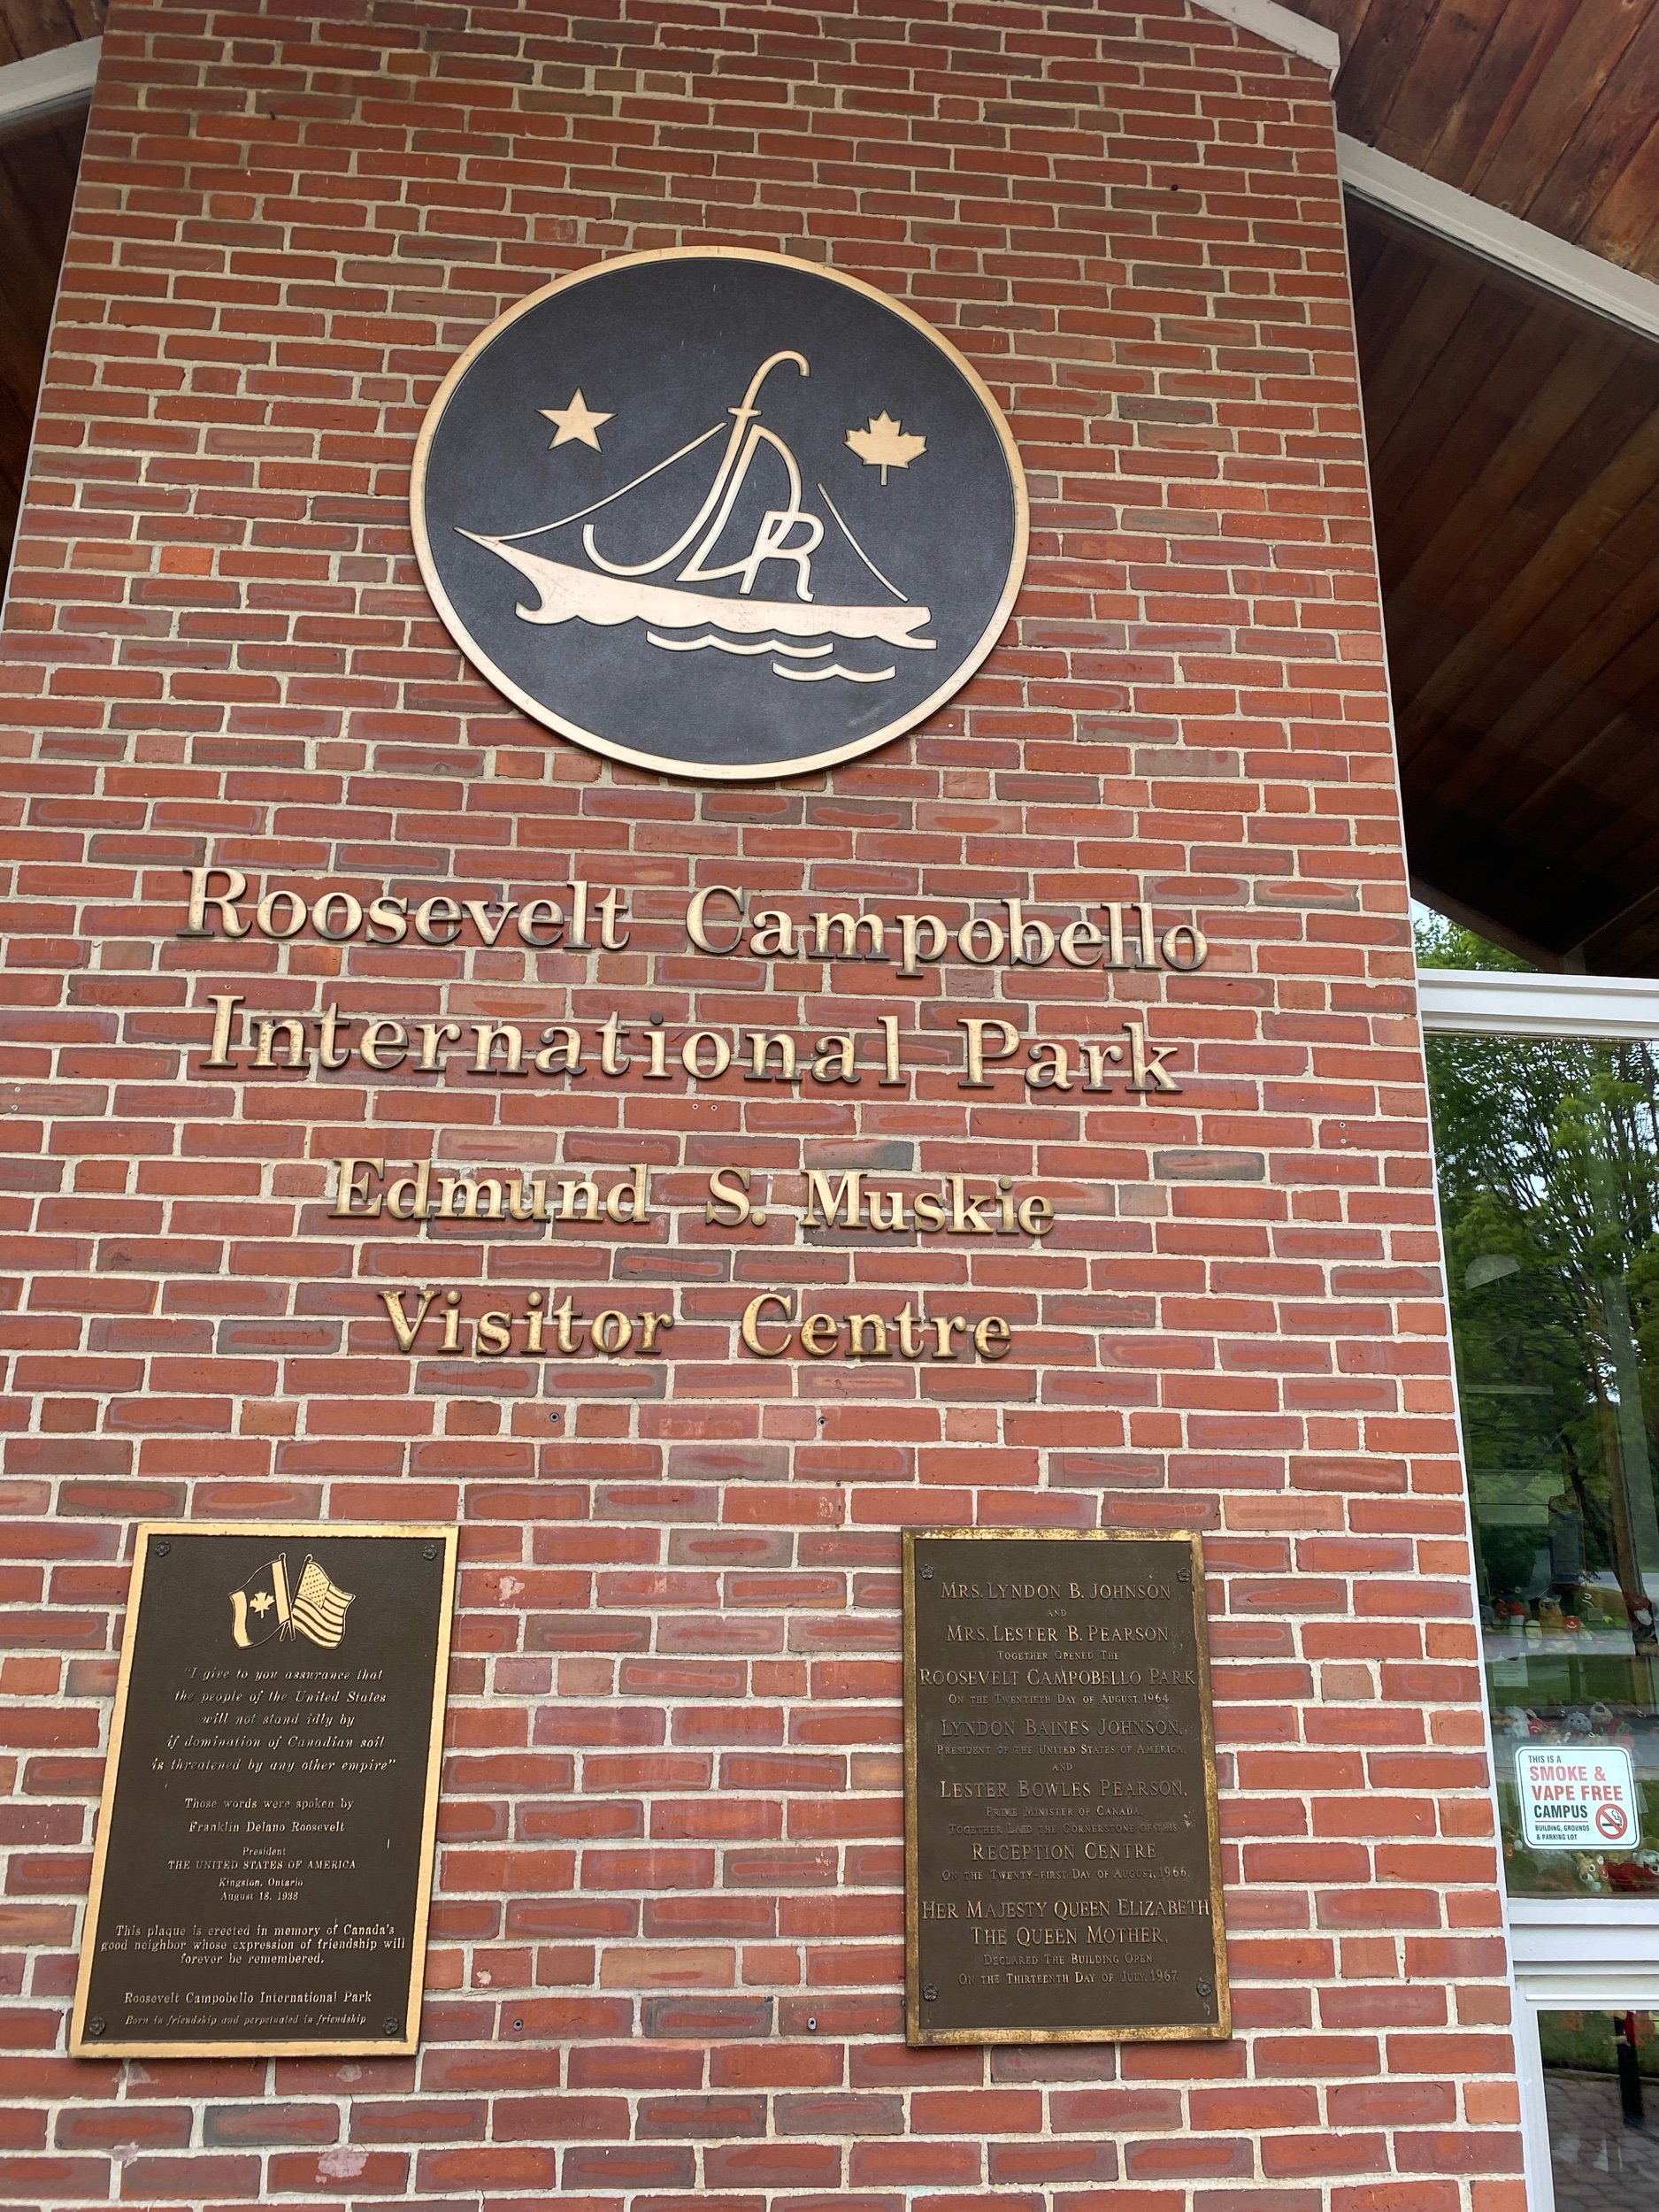 FDR
Roosevelt Campobello
International Park
Edmund S. Muskie
Visitor Centre
"I give to you assurance that
the people of the United States
will not stand idly by
if domination of Canadian soil
is threatened by any other empire"
Those words were spoken by
Franklin Delano Roosevelt
President
THE UNITED STATES OF AMERICA
Kingston, Ontario
August 18, 1938
This plaque is erected in memory of Canada's
good neighbor whose expression of friendship will
forever be remembered.
Roosevelt Campobello International Park
Born in friendship and perpetuated in friendship
MRS. LYNDON B. JOHNSON
AND
MRS. LESTER B. PEARSON
TOGETHER OPENED THE
ROOSEVELT CAMPOBELLO PARK
ON THE TWENTIETH DAY OF AUGUST 1964
LYNDON BAINES JOHNSON,
PRESIDENT OF THE UNITED STATES OF AMERICA,
AND
LESTER BOWLES PEARSON,
PRIME MINISTER OF CANADA,
TOGETHER LAID THE CORNERSTONE OF THIS
RECEPTION CENTRE
ON THE TWENTY-FIRST DAY OF AUGUST, 1966,
HER MAJESTY QUEEN ELIZABETH
THE QUEEN MOTHER,
DECLARED THE BUILDING OPEN
ON THE THIRTEENTH DAY OF JULY, 1967
THIS IS A
SMOKE &
VAPE FREE
CAMPUS
BUILDING, GROUNDS
& PARKING LOT